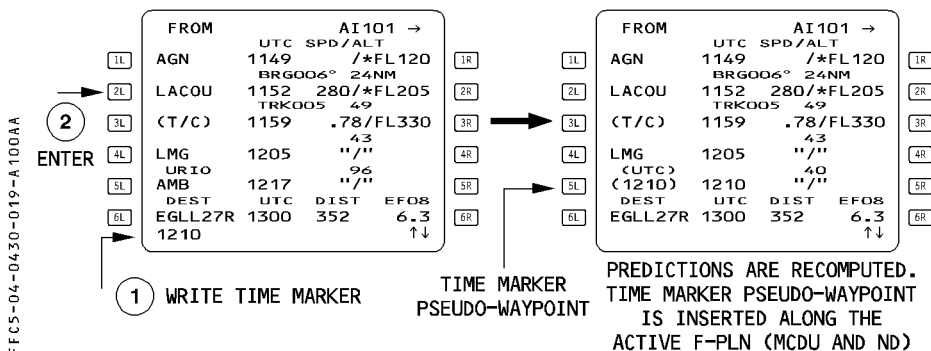 FROM AI101 →
UTC SPD/ALT
1L AGN 1149 /*FL120 1R
BRG006° 24NM
2L LACOU 1152 280/*FL205 2R
TRK005 49
3L (T/C) 1159 .78/FL330 3R
43
4L LMG 1205 "/" 4R
URIO 96
5L AMB 1217 "/" 5R
DEST UTC DIST EFO8
6L EGLL27R 1300 352 6.3 6R
1210 ↑↓
2
ENTER
1 WRITE TIME MARKER
FROM AI101 →
UTC SPD/ALT
1L AGN 1149 /*FL120 1R
BRG006° 24NM
2L LACOU 1152 280/*FL205 2R
TRK005 49
3L (T/C) 1159 .78/FL330 3R
43
4L LMG 1205 "/" 4R
(UTC) 40
5L (1210) 1210 "/" 5R
DEST UTC DIST EFO8
6L EGLL27R 1300 352 6.3 6R
↑↓
TIME MARKER
PSEUDO-WAYPOINT
PREDICTIONS ARE RECOMPUTED.
TIME MARKER PSEUDO-WAYPOINT
IS INSERTED ALONG THE
ACTIVE F-PLN (MCDU AND ND)
FFC5-04-0430-019-A100AA